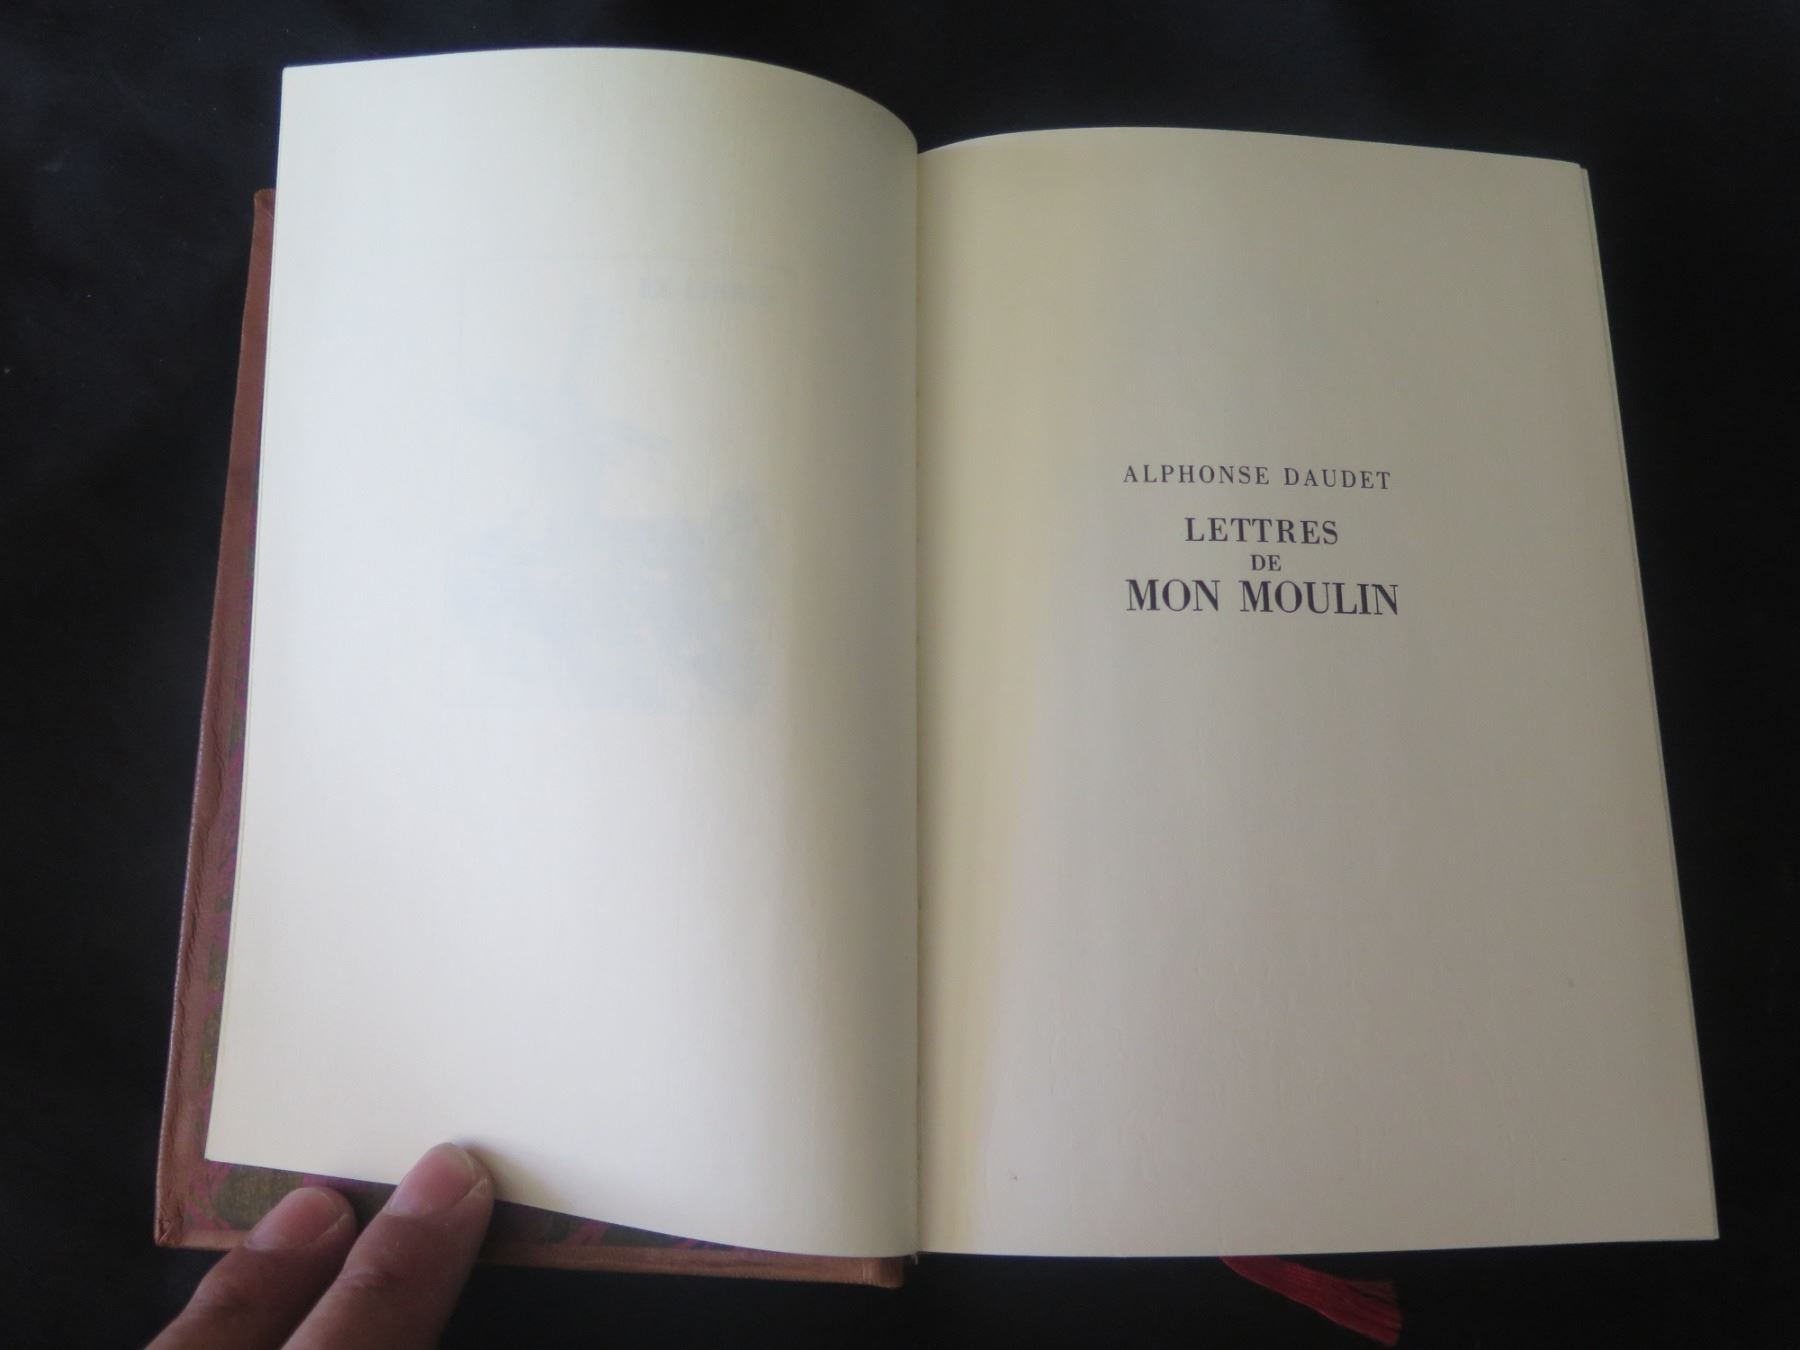 ALPHONSE DAUDET
LETTRES
DE
MON MOULIN